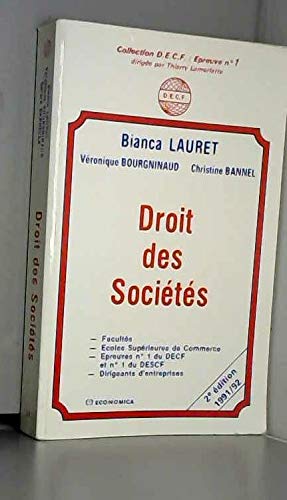 Collection D.E.C.F. : Epreuve n° 1
dirigée par Thierry Lamorlette
D.E.C.F.
Bianca LAURET
Véronique BOURGNINAUD Christine BANNEL
Droit
des
Sociétés
— Facultés
— Ecoles Supérieures de Commerce
— Epreuves n° 1 du DECF
et n° 1 du DESCF
— Dirigeants d'entreprises
2e édition
1991/92
ECONOMICA
Droit des Sociétés